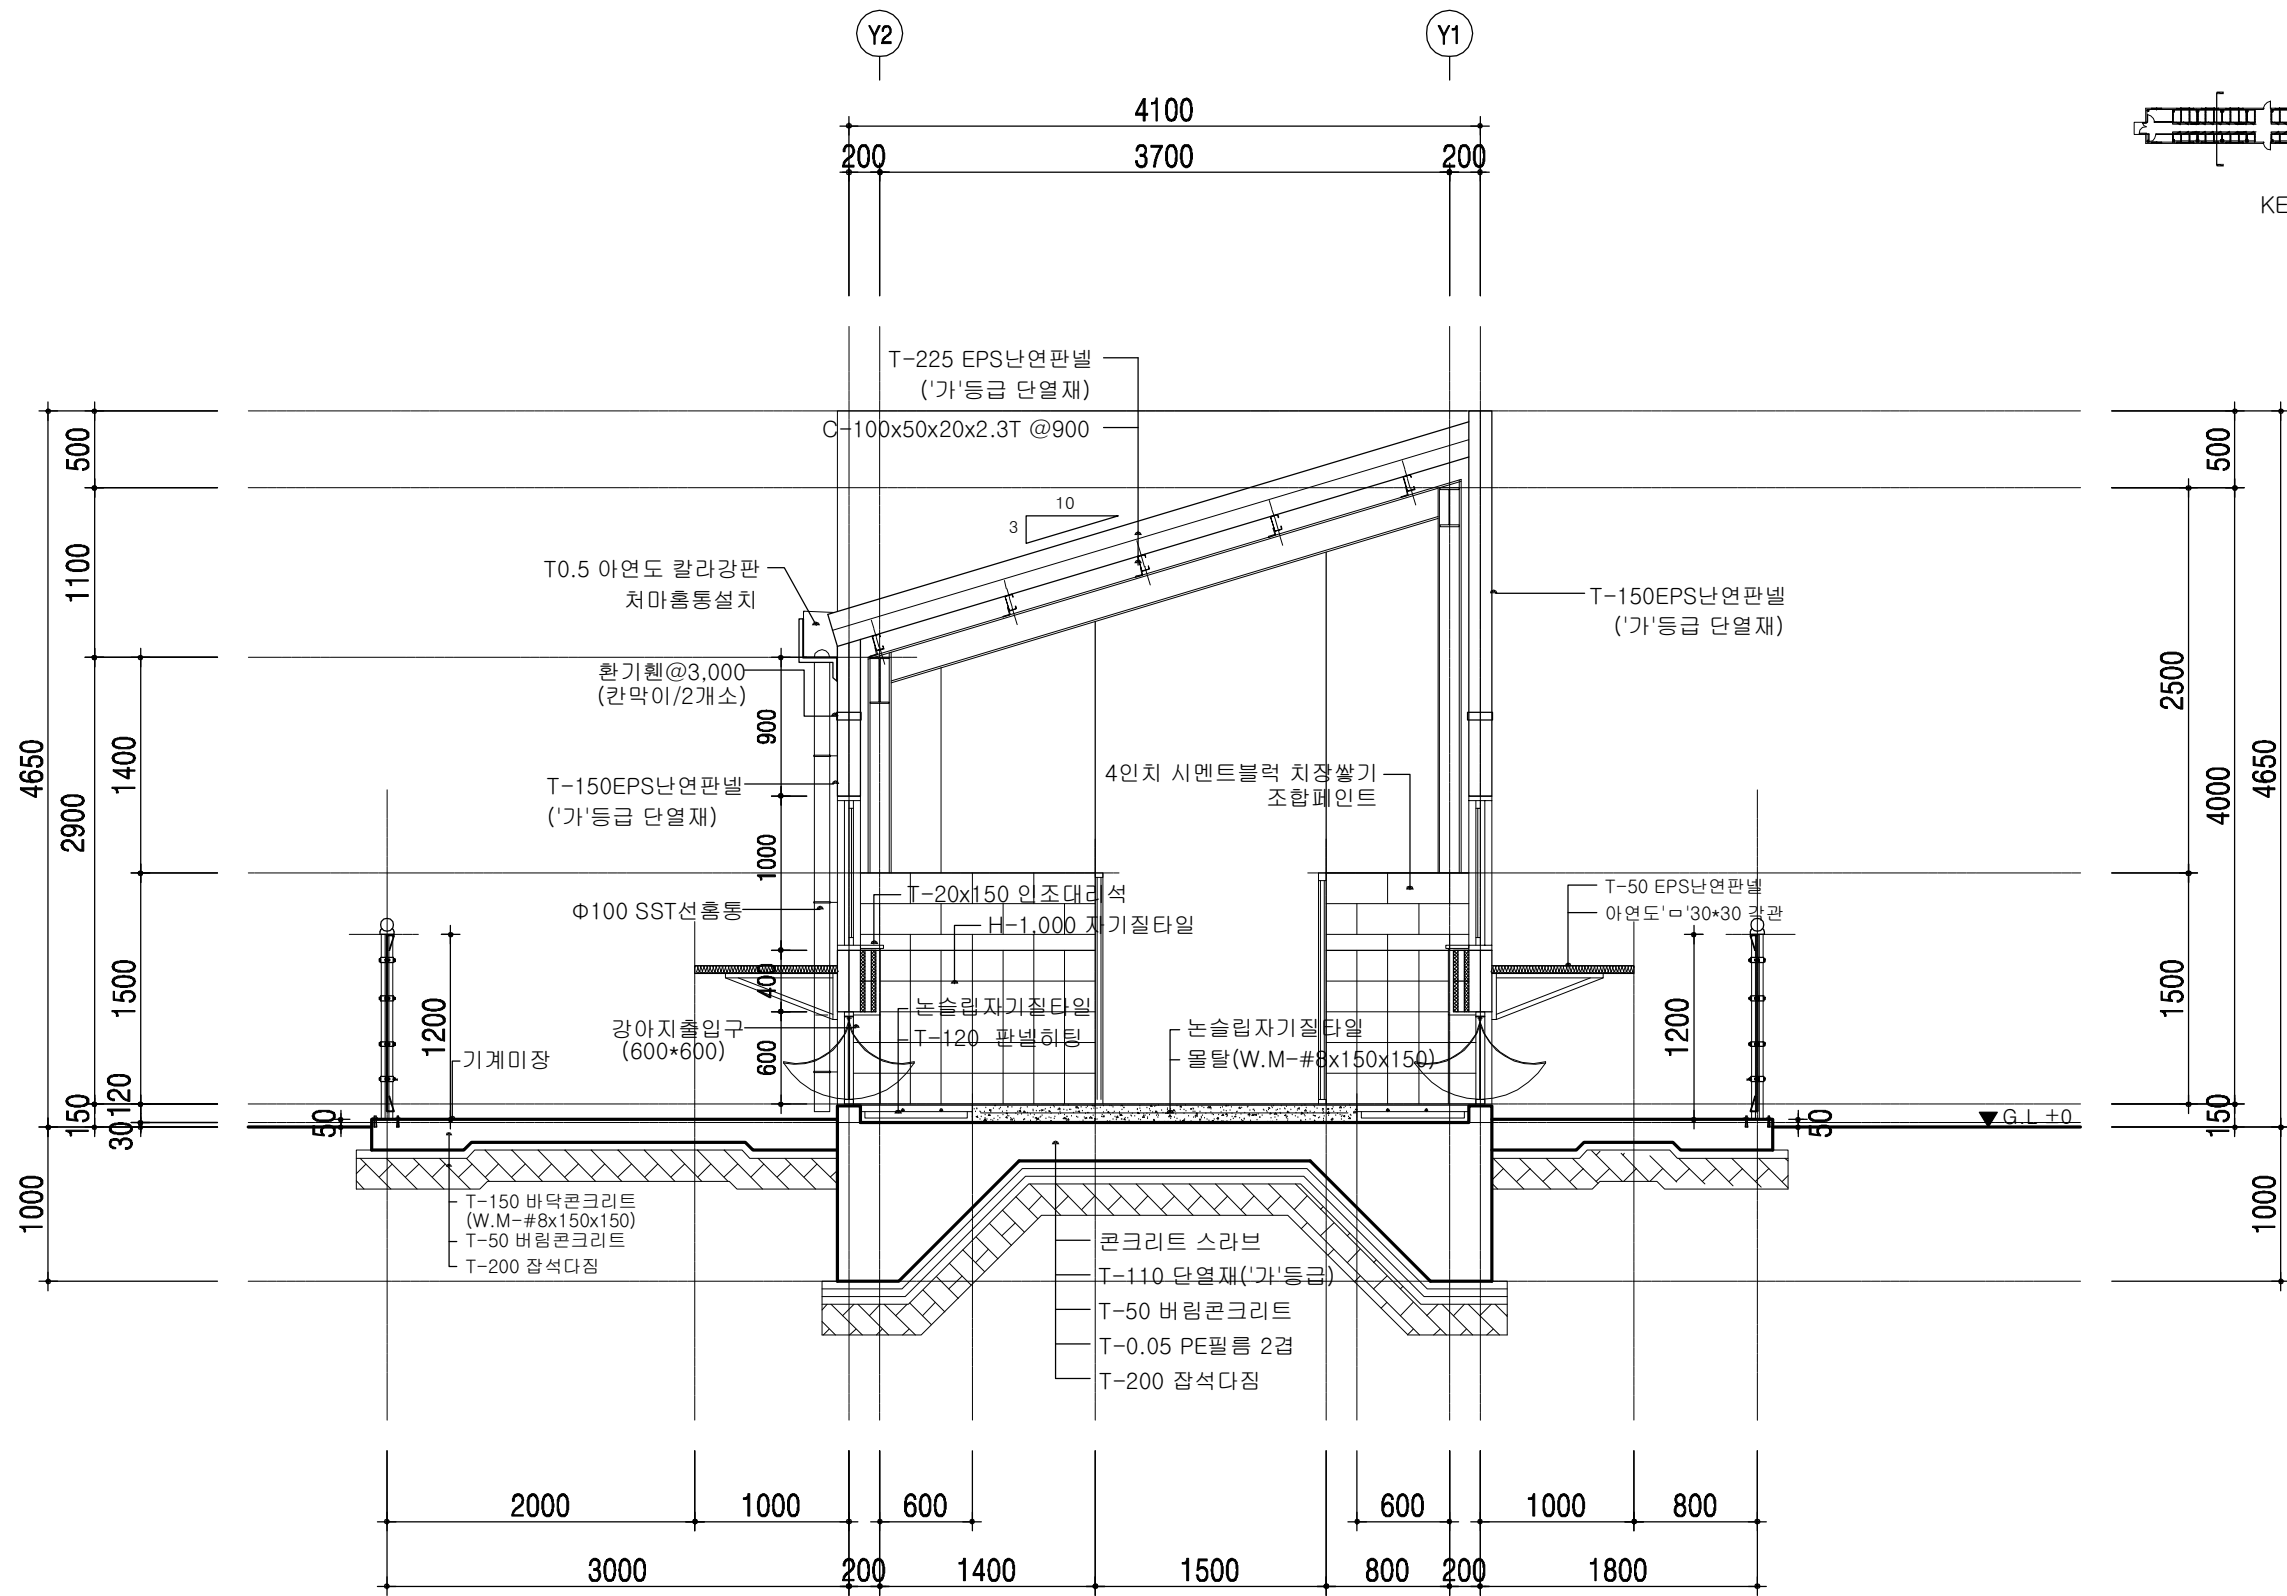 Y2
Y1
4100
200
3700
200
KE
T-225 EPS난연판넬
('가'등급 단열재)
C-100x50x20x2.3T @900
10
3
T0.5 아연도 칼라강판
처마홈통설치
환기휀@3,000
(칸막이/2개소)
T-150EPS난연판넬
('가'등급 단열재)
T-150EPS난연판넬
('가'등급 단열재)
4인치 시멘트블럭 치장쌓기
조합페인트
T-20x150 인조대리석
Φ100 SST선홈통
H-1,000 자기질타일
T-50 EPS난연판넬
아연도'ㅁ'30*30 각관
강아지출입구
(600*600)
논슬립자기질타일
T-120 판넬히팅
논슬립자기질타일
몰탈(W.M-#8x150x150)
기계미장
G.L ±0
T-150 바닥콘크리트
(W.M-#8x150x150)
T-50 버림콘크리트
T-200 잡석다짐
콘크리트 스라브
T-110 단열재('가'등급)
T-50 버림콘크리트
T-0.05 PE필름 2겹
T-200 잡석다짐
4650
1000
500
1100
2900
150
1400
1500
120
30
50
1200
900
1000
400
600
1200
50
2500
1500
500
4000
150
4650
1000
2000
1000
600
600
1000
800
3000
200
1400
1500
800
200
1800